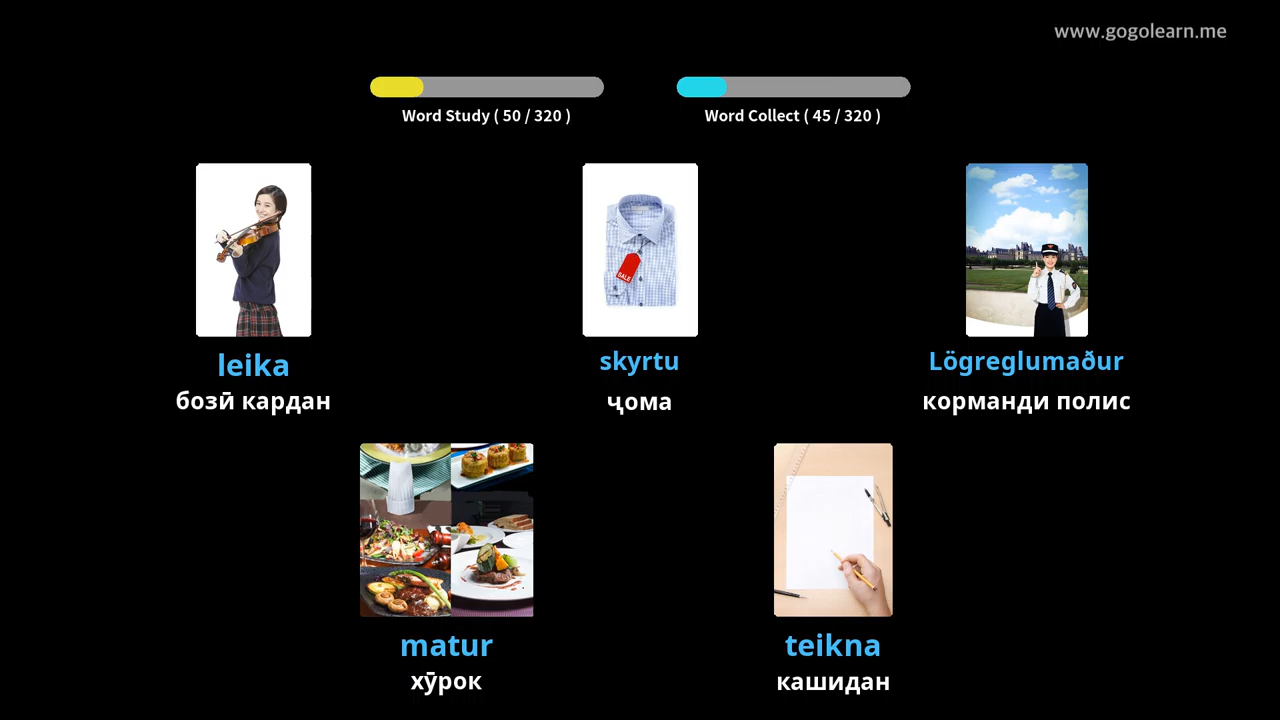 www.gogolearn.me
Word Study ( 50 / 320 )
Word Collect ( 45 / 320 )
SALE
leika
бозӣ кардан
skyrtu
ҷома
Lögreglumaður
корманди полис
matur
хӯрок
teikna
кашидан